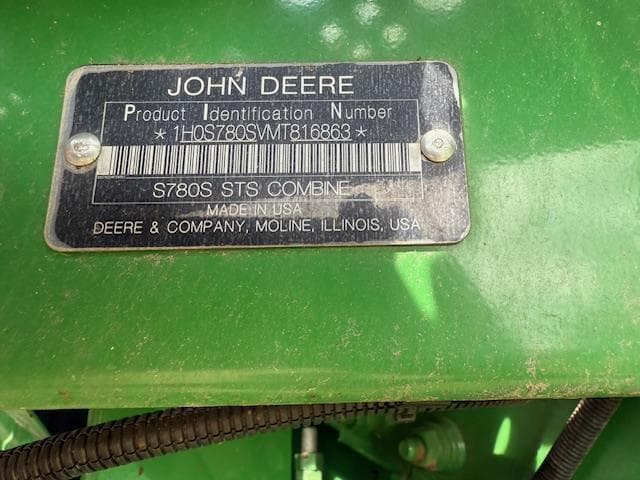 JOHN DEERE
Product Identification Number
*1H0S780SVMT816863*
S780S STS COMBINE
MADE IN USA
DEERE & COMPANY, MOLINE, ILLINOIS, USA